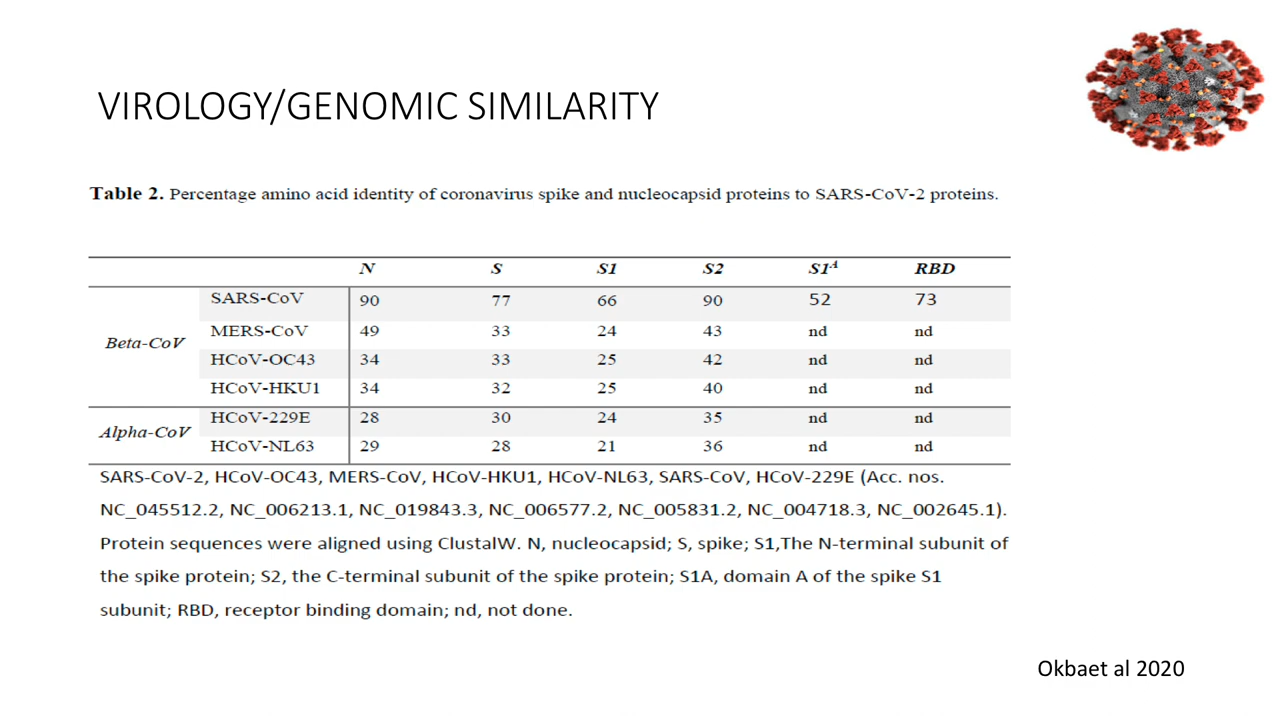 VIROLOGY/GENOMIC SIMILARITY
Table 2. Percentage amino acid identity of coronavirus spike and nucleocapsid proteins to SARS-CoV-2 proteins.
N S S1 S2 S1A RBD
Beta-CoV
SARS-CoV 90 77 66 90 52 73
MERS-CoV 49 33 24 43 nd nd
HCoV-OC43 34 33 25 42 nd nd
HCoV-HKU1 34 32 25 40 nd nd
Alpha-CoV
HCoV-229E 28 30 24 35 nd nd
HCoV-NL63 29 28 21 36 nd nd
SARS-CoV-2, HCoV-OC43, MERS-CoV, HCoV-HKU1, HCoV-NL63, SARS-CoV, HCoV-229E (Acc. nos.
NC_045512.2, NC_006213.1, NC_019843.3, NC_006577.2, NC_005831.2, NC_004718.3, NC_002645.1).
Protein sequences were aligned using ClustalW. N, nucleocapsid; S, spike; S1,The N-terminal subunit of
the spike protein; S2, the C-terminal subunit of the spike protein; S1A, domain A of the spike S1
subunit; RBD, receptor binding domain; nd, not done.
Okbaet al 2020